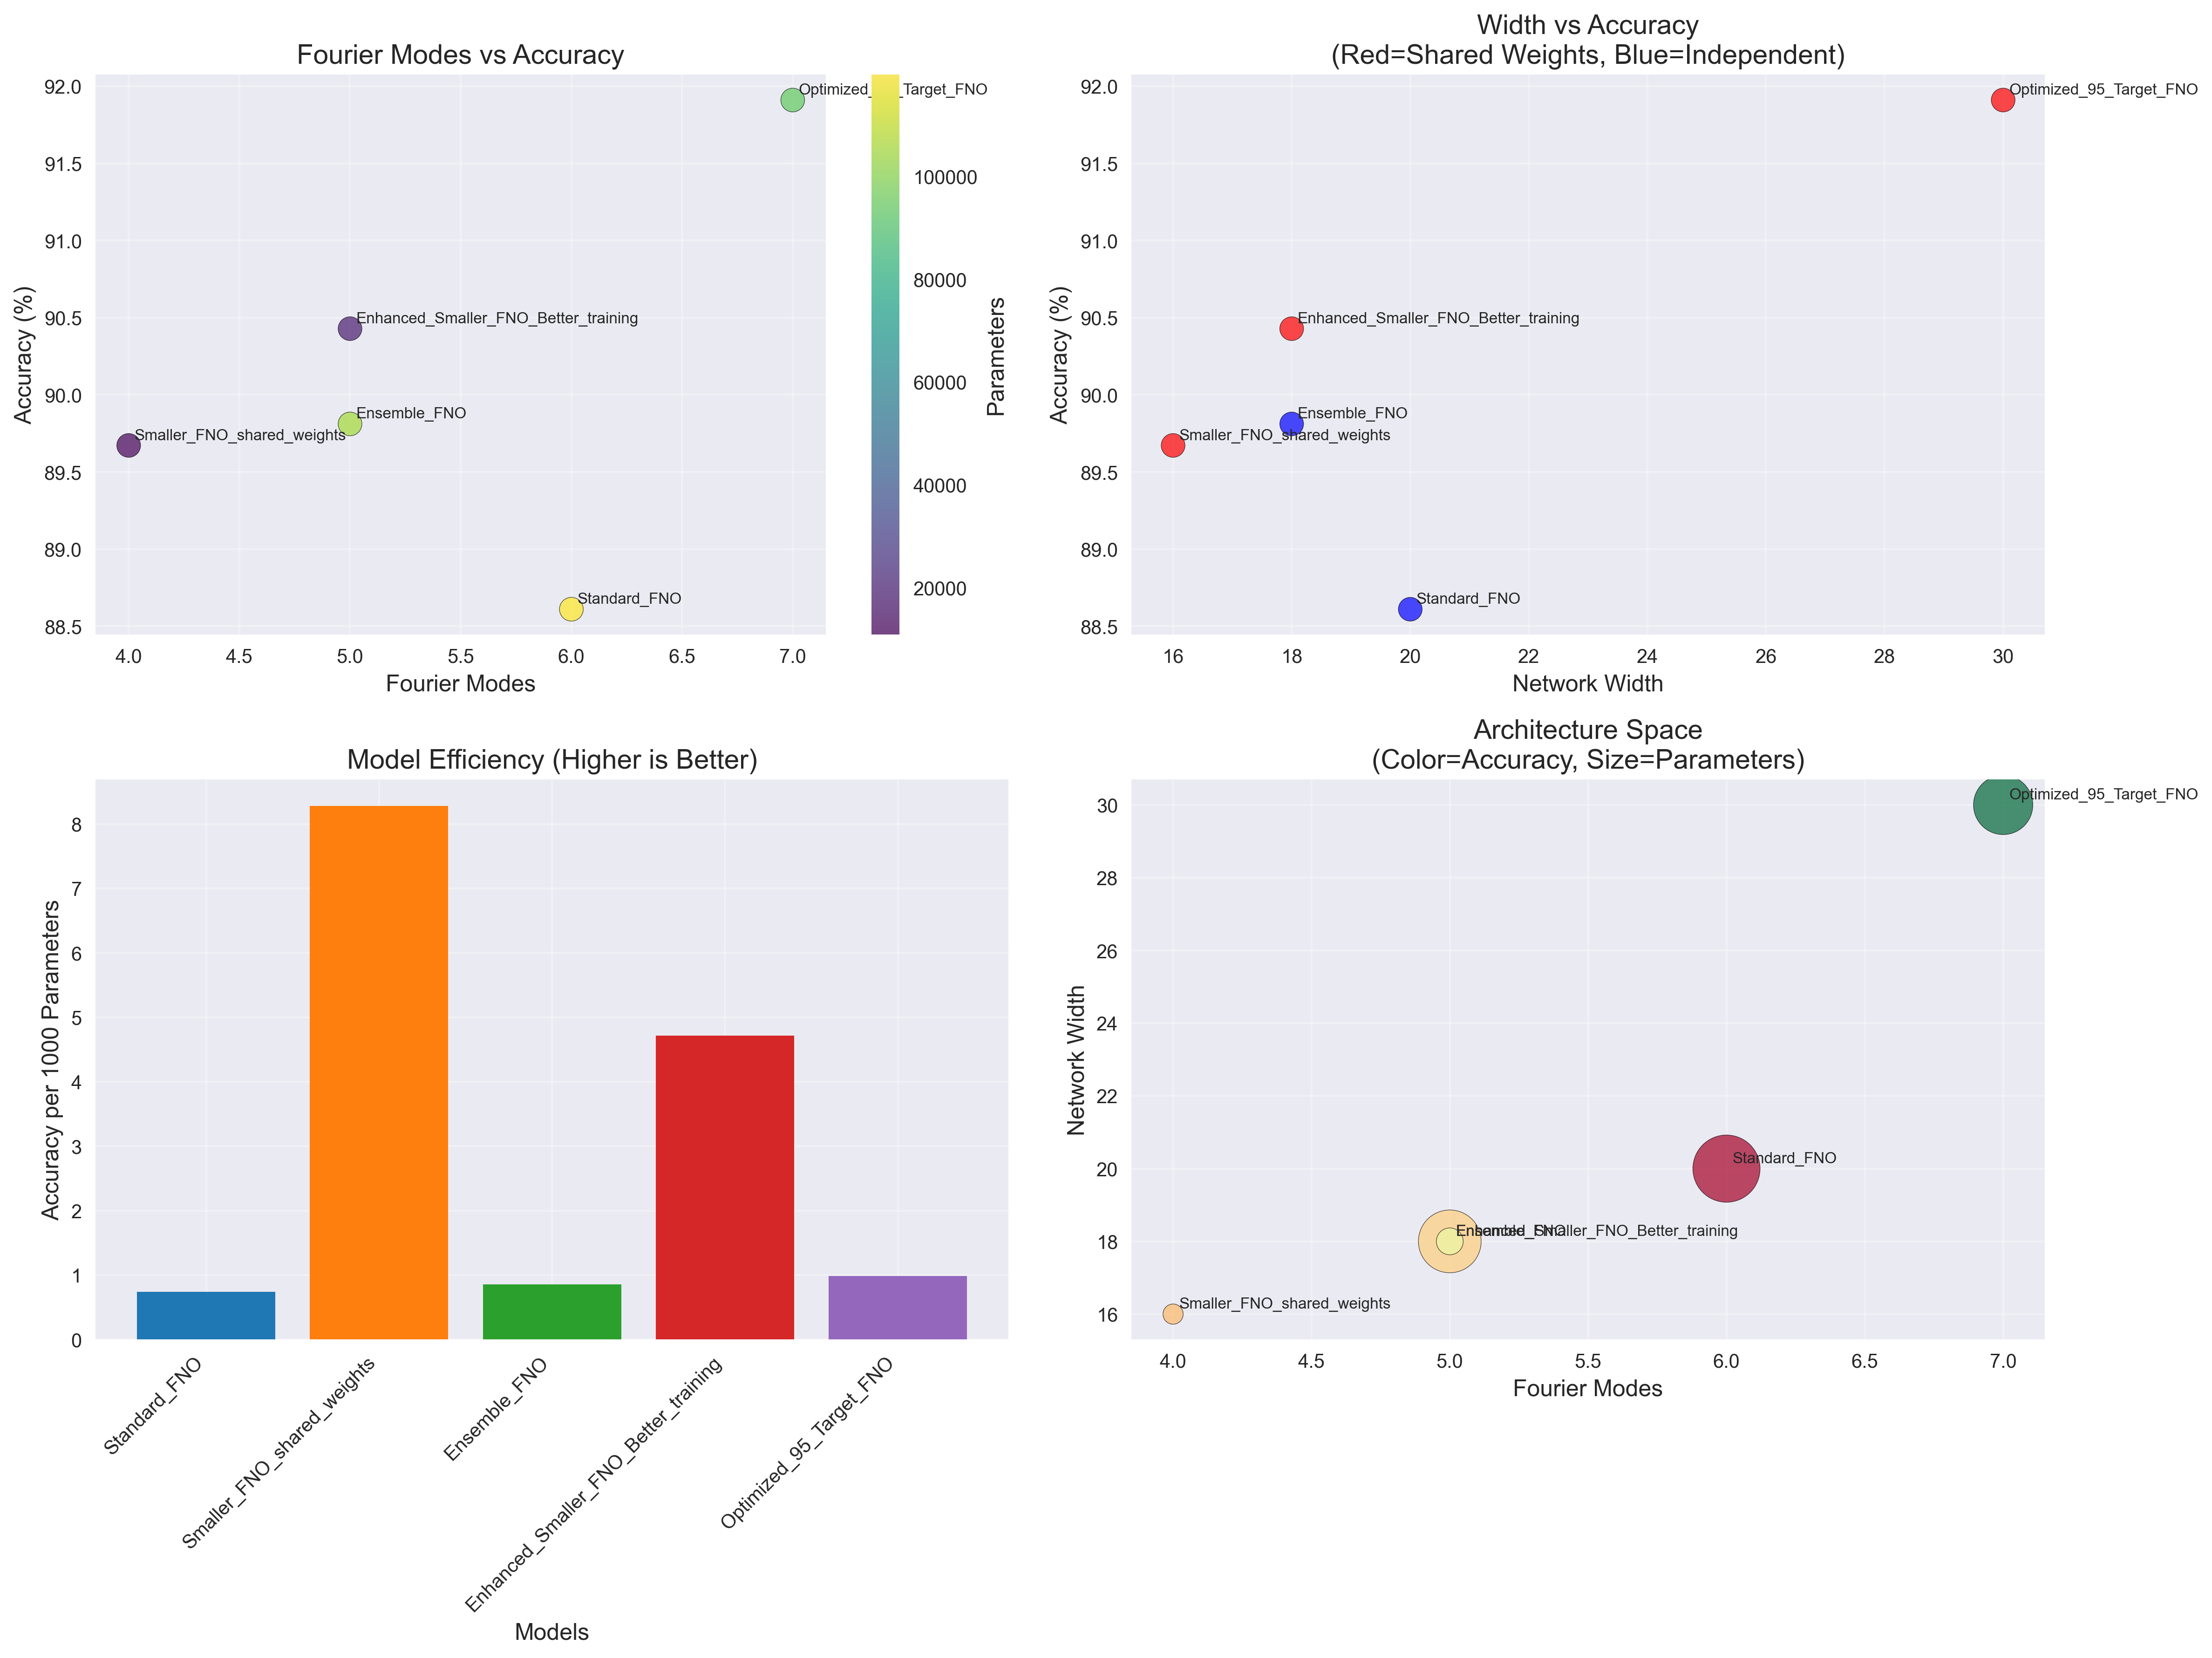 Fourier Modes vs Accuracy
92.0
91.5
91.0
90.5
90.0
89.5
89.0
88.5
Accuracy (%)
Optimized_ _Target_FNO
Enhanced_Smaller_FNO_Better_training
Ensemble_FNO
Smaller_FNO_shared_weights
Standard_FNO
4.0 4.5 5.0 5.5 6.0 6.5 7.0
Fourier Modes
100000
80000
60000
40000
20000
Parameters
Width vs Accuracy
(Red=Shared Weights, Blue=Independent)
92.0
91.5
91.0
90.5
90.0
89.5
89.0
88.5
Accuracy (%)
Optimized_95_Target_FNO
Enhanced_Smaller_FNO_Better_training
Ensemble_FNO
Smaller_FNO_shared_weights
Standard_FNO
16 18 20 22 24 26 28 30
Network Width
Model Efficiency (Higher is Better)
8
7
6
5
4
3
2
1
0
Accuracy per 1000 Parameters
Standard_FNO
Smaller_FNO_shared_weights
Ensemble_FNO
Enhanced_Smaller_FNO_Better_training
Optimized_95_Target_FNO
Models
Architecture Space
(Color=Accuracy, Size=Parameters)
30
28
26
24
22
20
18
16
Network Width
Optimized_95_Target_FNO
Standard_FNO
Ensemble_FNO
Enhanced_Smaller_FNO_Better_training
Smaller_FNO_shared_weights
4.0 4.5 5.0 5.5 6.0 6.5 7.0
Fourier Modes